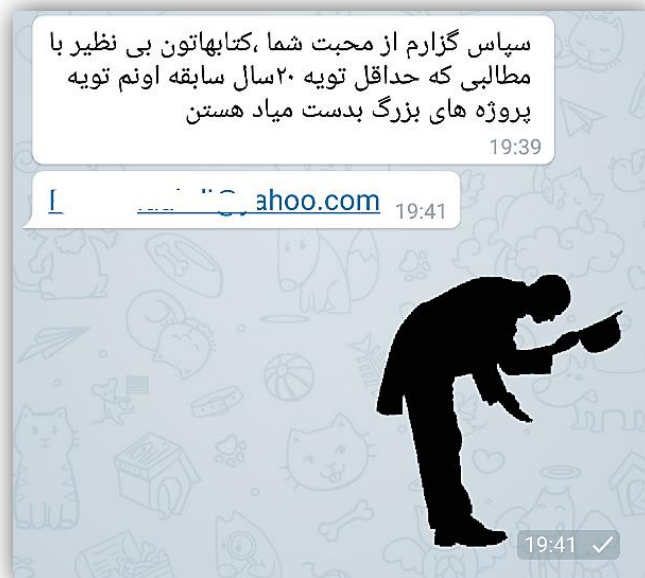 سپاس گزارم از محبت شما ،کتابهاتون بی نظیر با
مطالبی که حداقل تویه ۲۰سال سابقه اونم تویه
پروژه های بزرگ بدست میاد هستن
19:39
ahoo.com
19:41
19:41